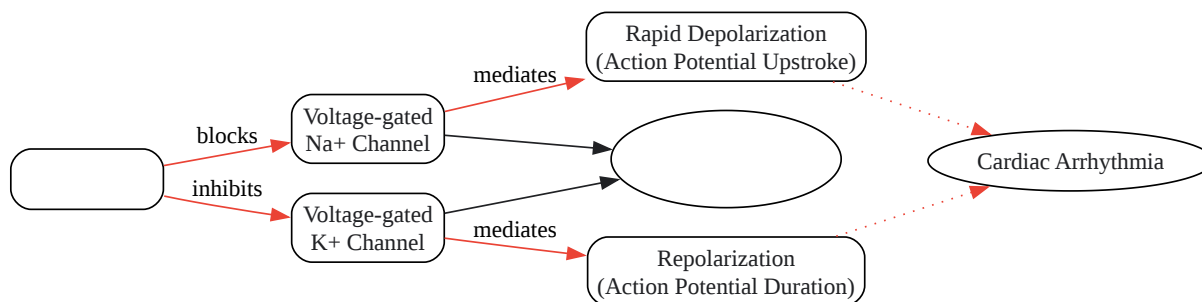 blocks
inhibits
Voltage-gated
Na+ Channel
Voltage-gated
K+ Channel
mediates
mediates
Rapid Depolarization
(Action Potential Upstroke)
Repolarization
(Action Potential Duration)
Cardiac Arrhythmia